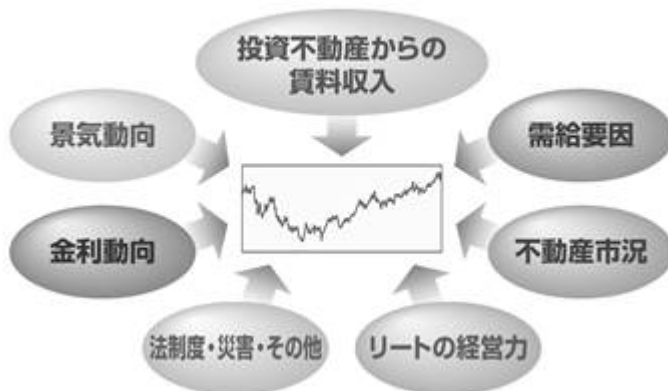 投資不動産からの
賃料収入
景気動向
需給要因
金利動向
不動産市況
法制度・災害・その他
リートの経営力